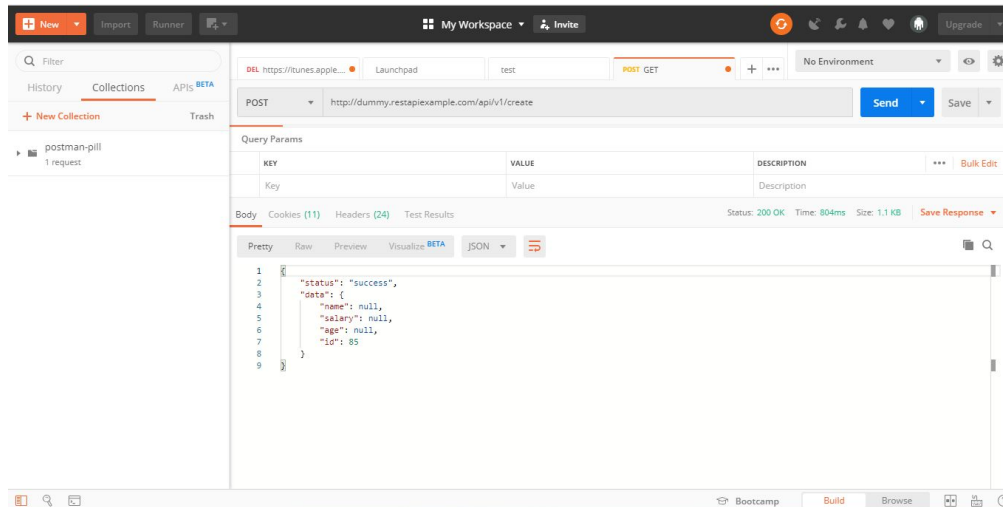 New Import Runner My Workspace Invite Upgrade
Filter
History Collections APIs BETA
+ New Collection Trash
postman-pill
1 request
DEL https://itunes.apple.... Launchpad test POST GET + ••• No Environment
POST http://dummy.restapiexample.com/api/v1/create Send Save
Query Params
KEY VALUE DESCRIPTION ••• Bulk Edit
Key Value Description
Body Cookies (11) Headers (24) Test Results Status: 200 OK Time: 804ms Size: 1.1 KB Save Response
Pretty Raw Preview Visualize BETA JSON
1 {
2 "status": "success",
3 "data": {
4 "name": null,
5 "salary": null,
6 "age": null,
7 "id": 85
8 }
9 }
Bootcamp Build Browse